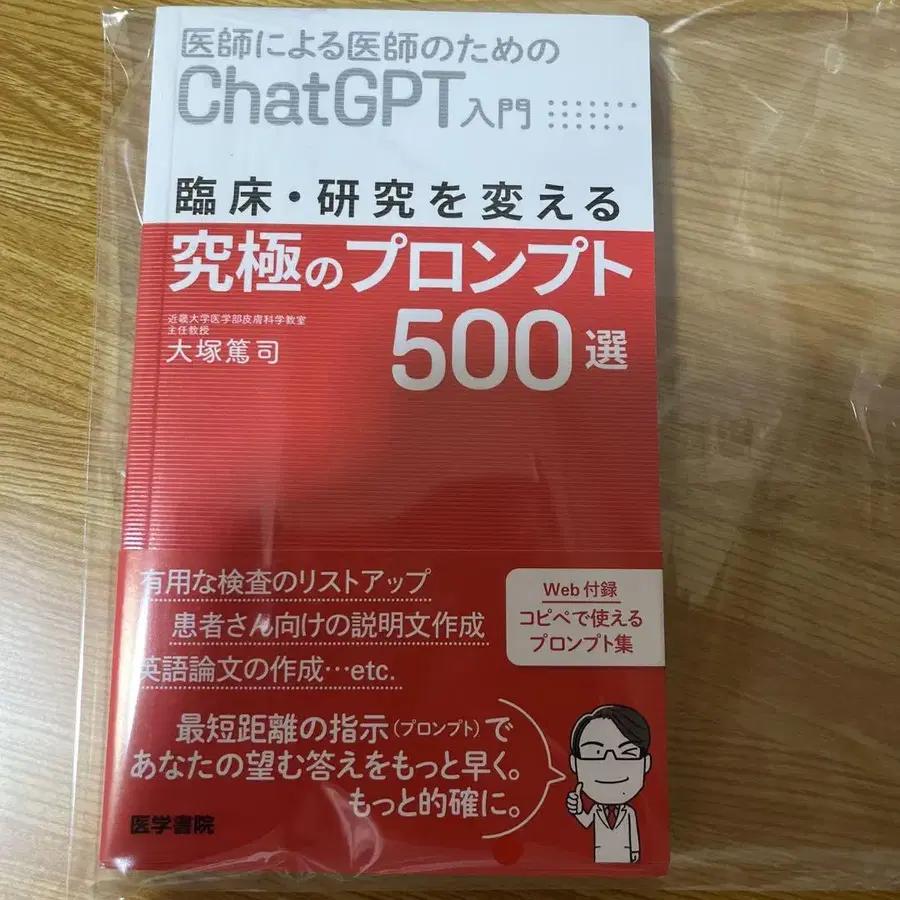 医師による医師のための
ChatGPT入門
臨床・研究を変える
究極のプロンプト
500選
近畿大学医学部皮膚科学教室
主任教授
大塚篤司
有用な検査のリストアップ
患者さん向けの説明文作成
英語論文の作成…etc.
Web付録
コピペで使える
プロンプト集
最短距離の指示(プロンプト)で
あなたの望む答えをもっと早く。
もっと的確に。
医学書院